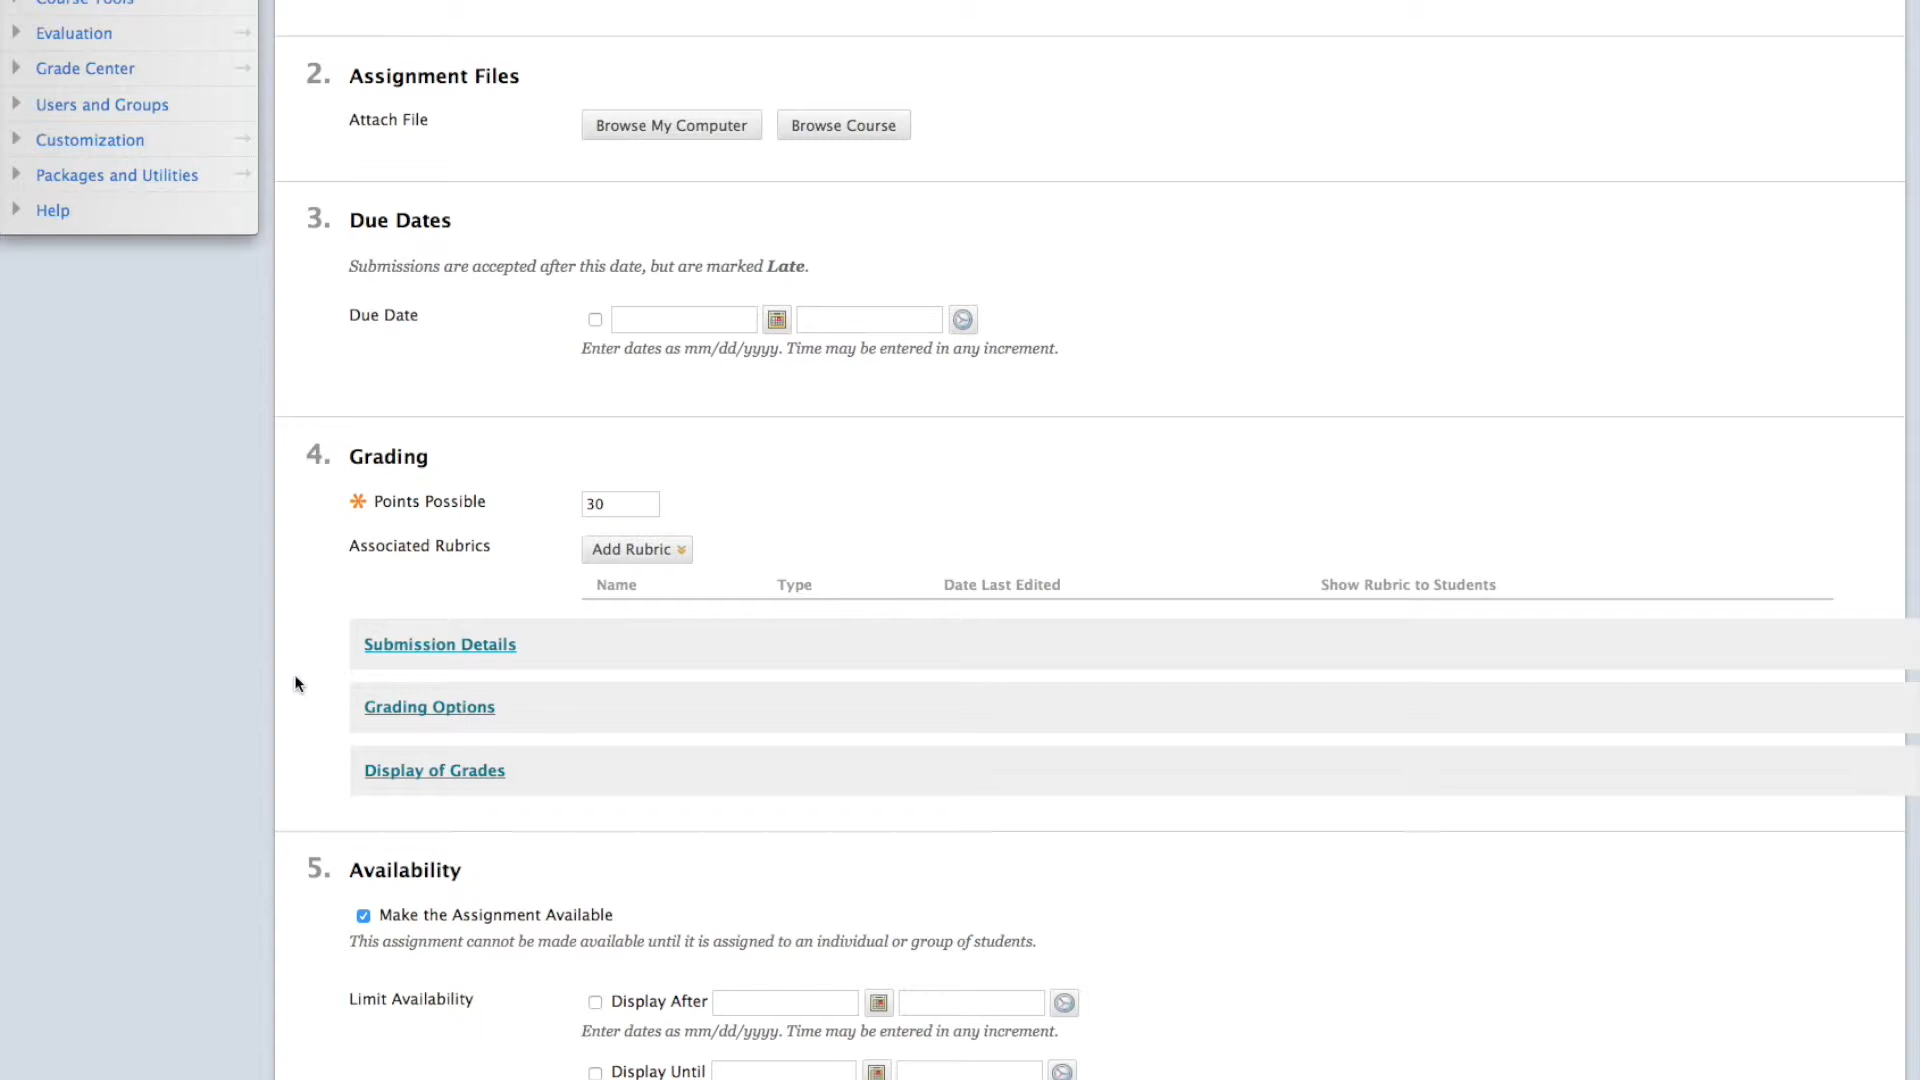 Course Tools
Evaluation
Grade Center
Users and Groups
Customization
Packages and Utilities
Help
2. Assignment Files
Attach File Browse My Computer Browse Course
3. Due Dates
Submissions are accepted after this date, but are marked Late.
Due Date
Enter dates as mm/dd/yyyy. Time may be entered in any increment.
4. Grading
Points Possible 30
Associated Rubrics Add Rubric
Name Type Date Last Edited Show Rubric to Students
Submission Details
Grading Options
Display of Grades
5. Availability
Make the Assignment Available
This assignment cannot be made available until it is assigned to an individual or group of students.
Limit Availability Display After
Enter dates as mm/dd/yyyy. Time may be entered in any increment.
Display Until